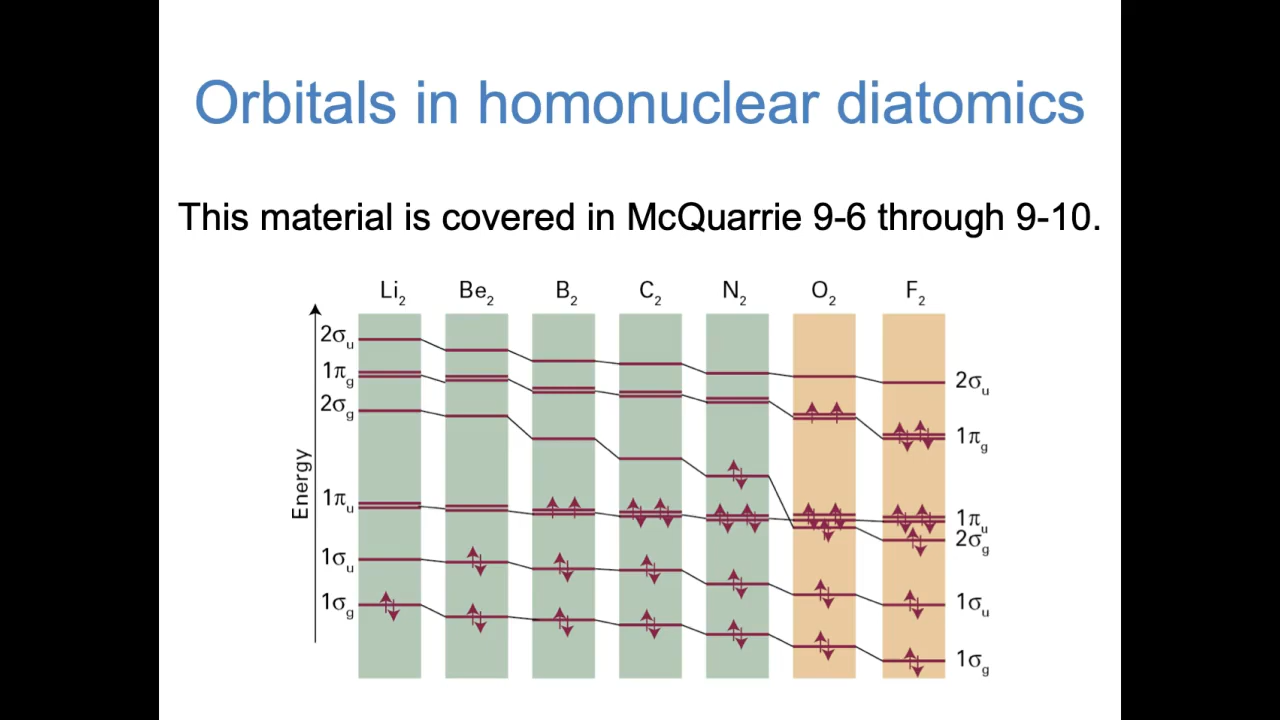 Orbitals in homonuclear diatomics
This material is covered in McQuarrie 9-6 through 9-10.
Li₂ Be₂ B₂ C₂ N₂ O₂ F₂
Energy
2σᵤ
1πg
2σg
1πᵤ
1σᵤ
1σg
2σᵤ
1πg
1πᵤ
2σg
1σᵤ
1σg